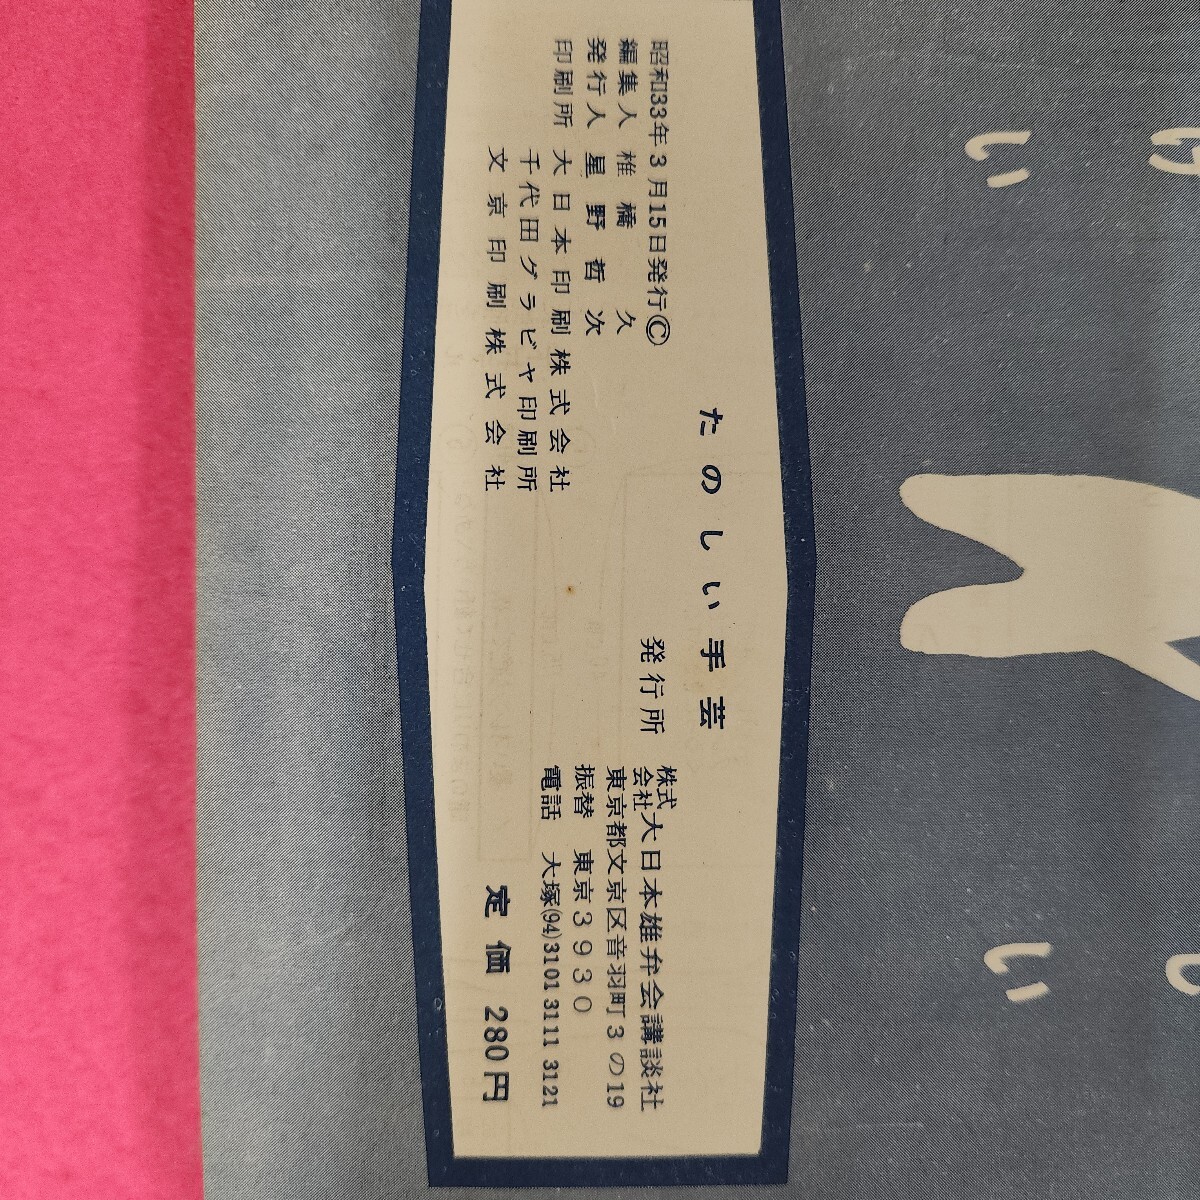 たのしい手芸
昭和33年3月15日発行©
編集人 椎橋久
発行人 星野哲次
印刷所 大日本印刷株式会社
千代田グラビヤ印刷所
文京印刷株式会社
発行所 株式会社大日本雄弁会講談社
東京都文京区音羽町3の19
振替 東京3930
電話 大塚(94)3101 3111 3121
定価 280円
い
け
い
し